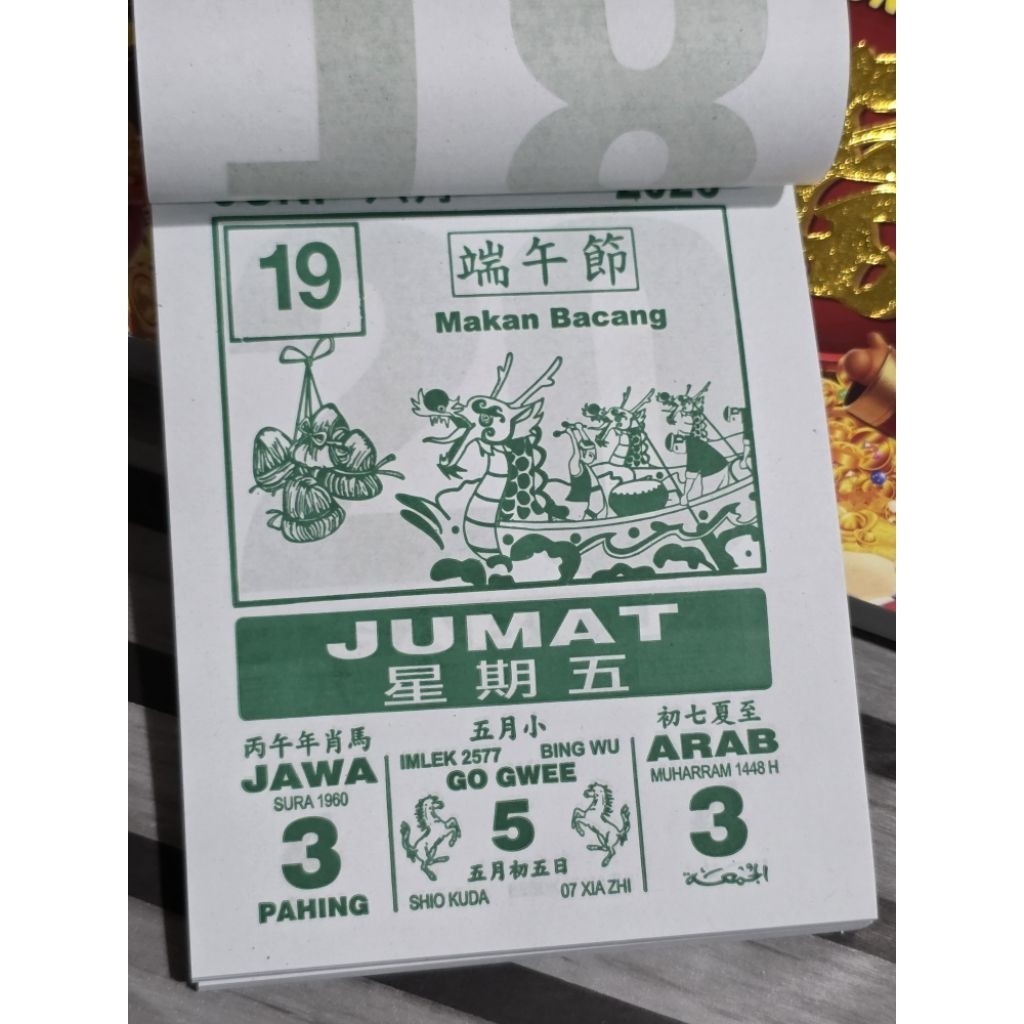 18
19
端午節
Makan Bacang
JUMAT
星期五
丙午年肖馬
JAWA
SURA 1960
3
PAHING
五月小
IMLEK 2577 BING WU
GO GWEE
5
五月初五日
SHIO KUDA 07 XIA ZHI
初七夏至
ARAB
MUHARRAM 1448 H
3